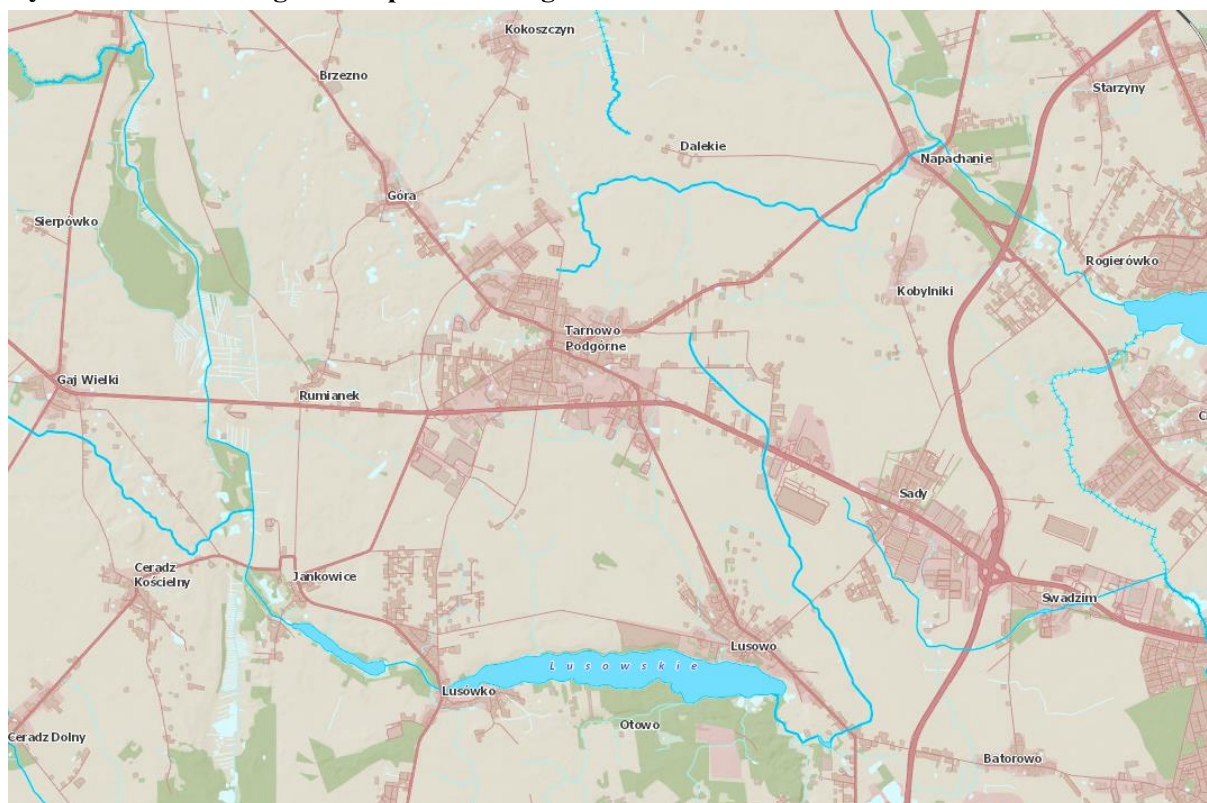 Kokoszczyn
Brzezno
Starzyny
Dalekie
Napachanie
Góra
Sierpówko
Rogierówko
Kobylniki
Tarnowo
Podgórne
Gaj Wielki
Rumianek
C
Sady
Ceradz
Kościelny
Jankowice
Swadzim
Lusowo
Lusowskie
Lusówko
Otowo
Ceradz Dolny
Batorowo